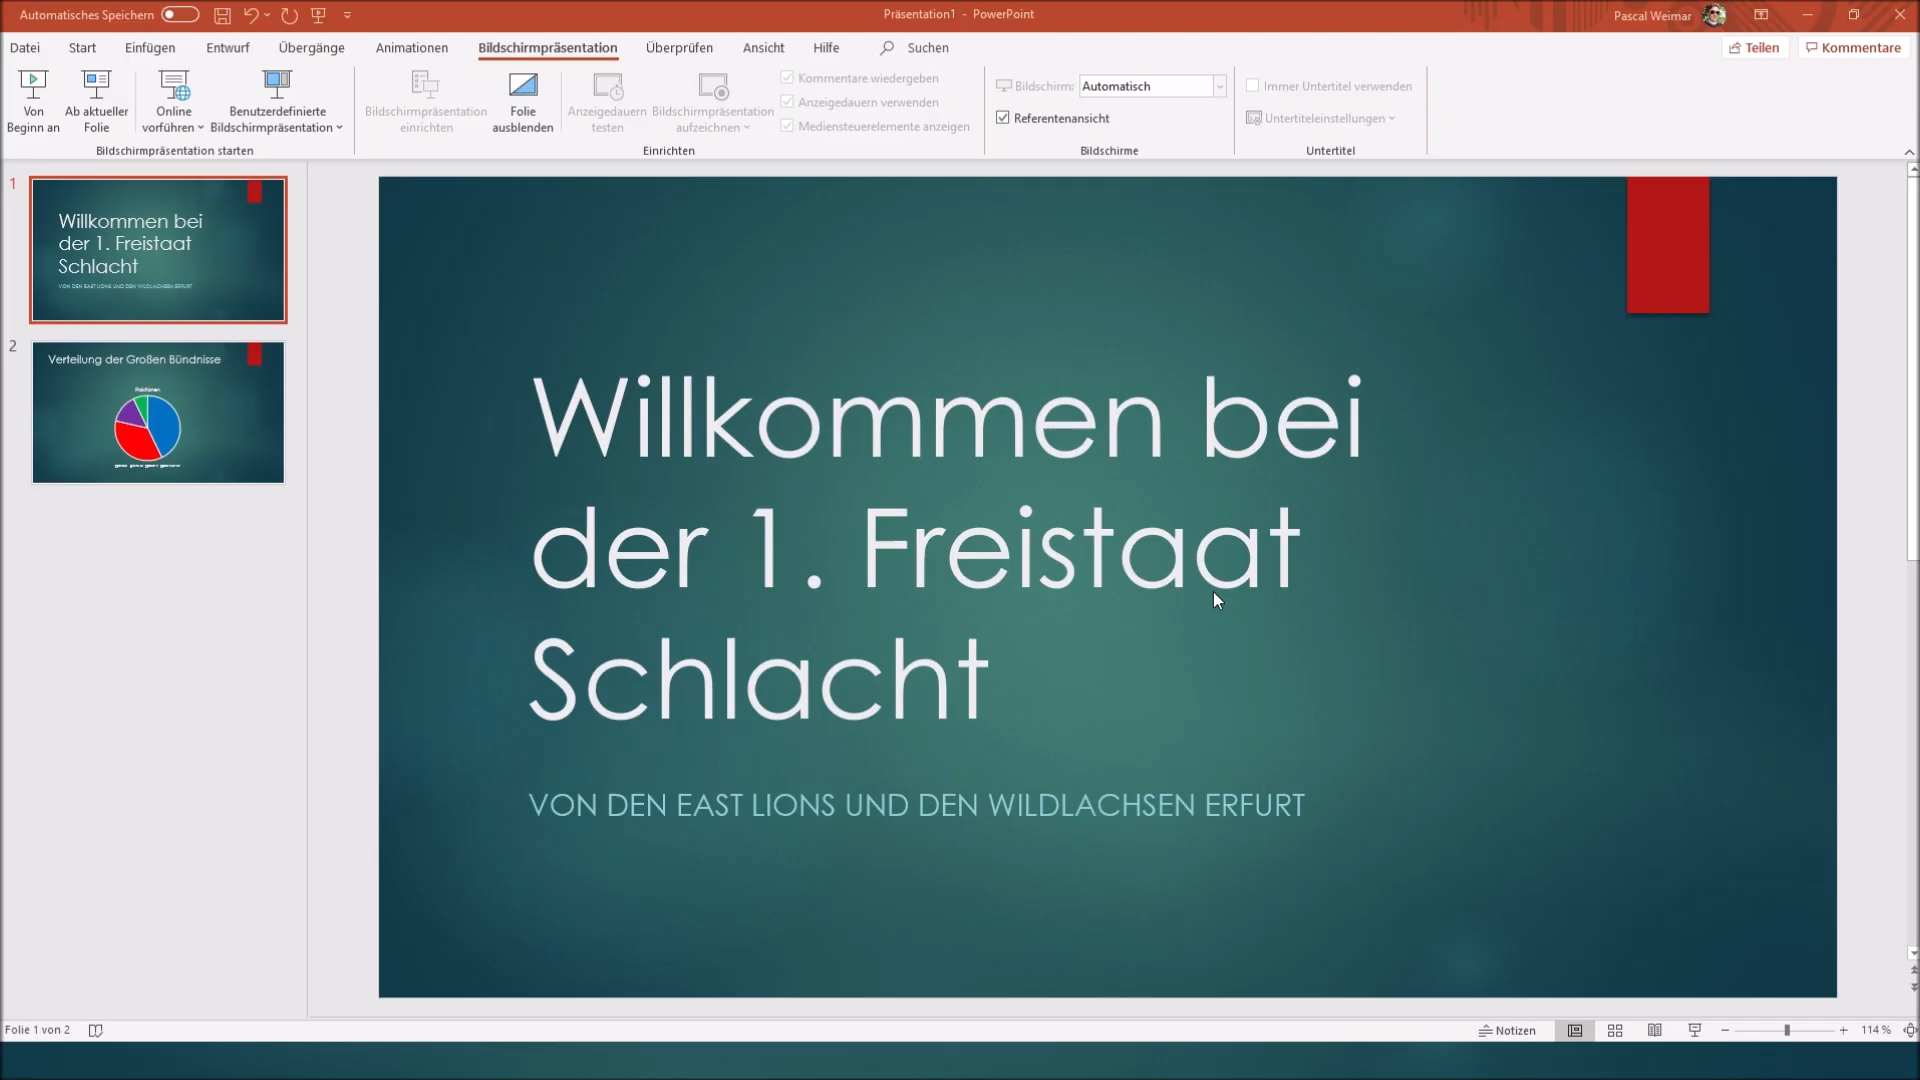 Automatisches Speichern
Präsentation1 - PowerPoint
Pascal Weimar
Datei Start Einfügen Entwurf Übergänge Animationen Bildschirmpräsentation Überprüfen Ansicht Hilfe Suchen
Teilen Kommentare
Von Beginn an
Ab aktueller Folie
Online vorführen
Benutzerdefinierte Bildschirmpräsentation
Bildschirmpräsentation starten
Bildschirmpräsentation einrichten
Folie ausblenden
Anzeigedauern testen
Bildschirmpräsentation aufzeichnen
Kommentare wiedergeben
Anzeigedauern verwenden
Mediensteuerelemente anzeigen
Einrichten
Bildschirm: Automatisch
Referentenansicht
Bildschirme
Immer Untertitel verwenden
Untertiteleinstellungen
Untertitel
1
Willkommen bei
der 1. Freistaat
Schlacht
VON DEN EAST LIONS UND DEN WILDLACHSEN ERFURT
2
Verteilung der Großen Bündnisse
Willkommen bei
der 1. Freistaat
Schlacht
VON DEN EAST LIONS UND DEN WILDLACHSEN ERFURT
Folie 1 von 2
Notizen
114 %